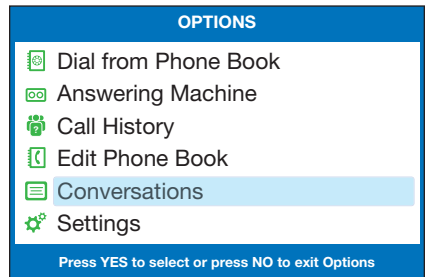 OPTIONS
Dial from Phone Book
Answering Machine
Call History
Edit Phone Book
Conversations
Settings
Press YES to select or press NO to exit Options